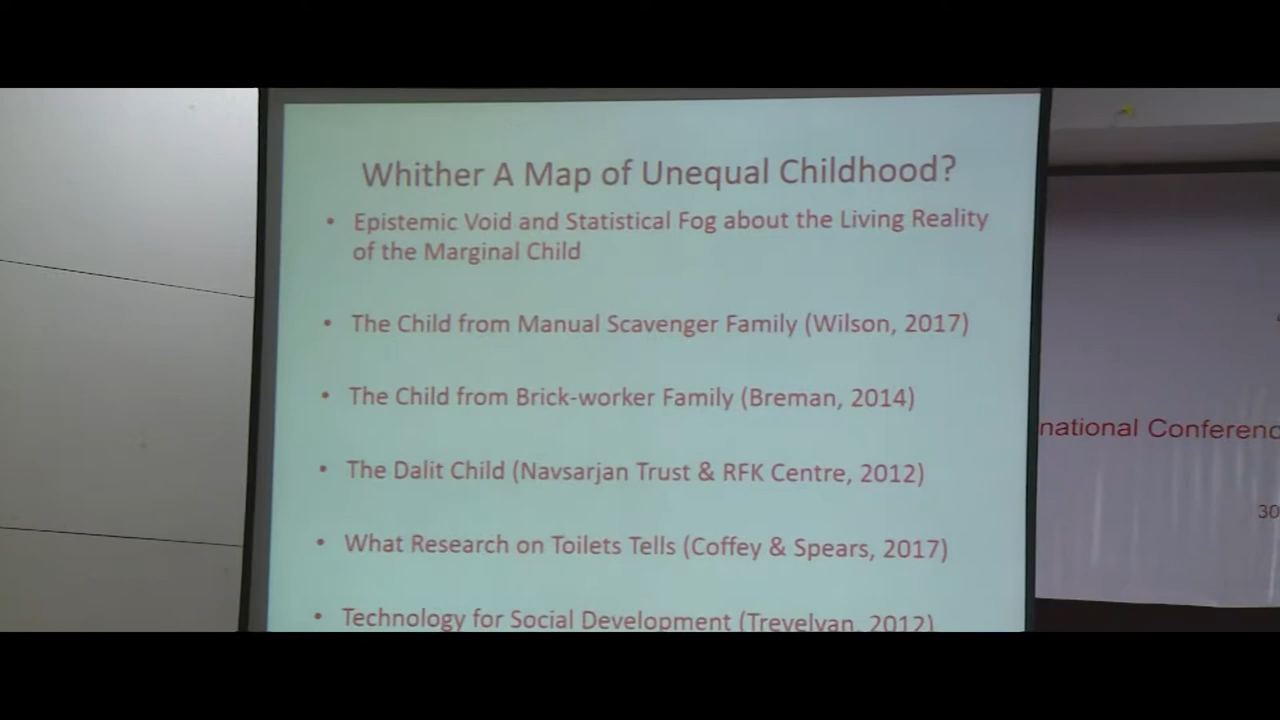 Whither A Map of Unequal Childhood?
• Epistemic Void and Statistical Fog about the Living Reality
of the Marginal Child
• The Child from Manual Scavenger Family (Wilson, 2017)
• The Child from Brick-worker Family (Breman, 2014)
• The Dalit Child (Navsarjan Trust & RFK Centre, 2012)
• What Research on Toilets Tells (Coffey & Spears, 2017)
• Technology for Social Development (Trevelyan, 2012)
national Conferenc
30